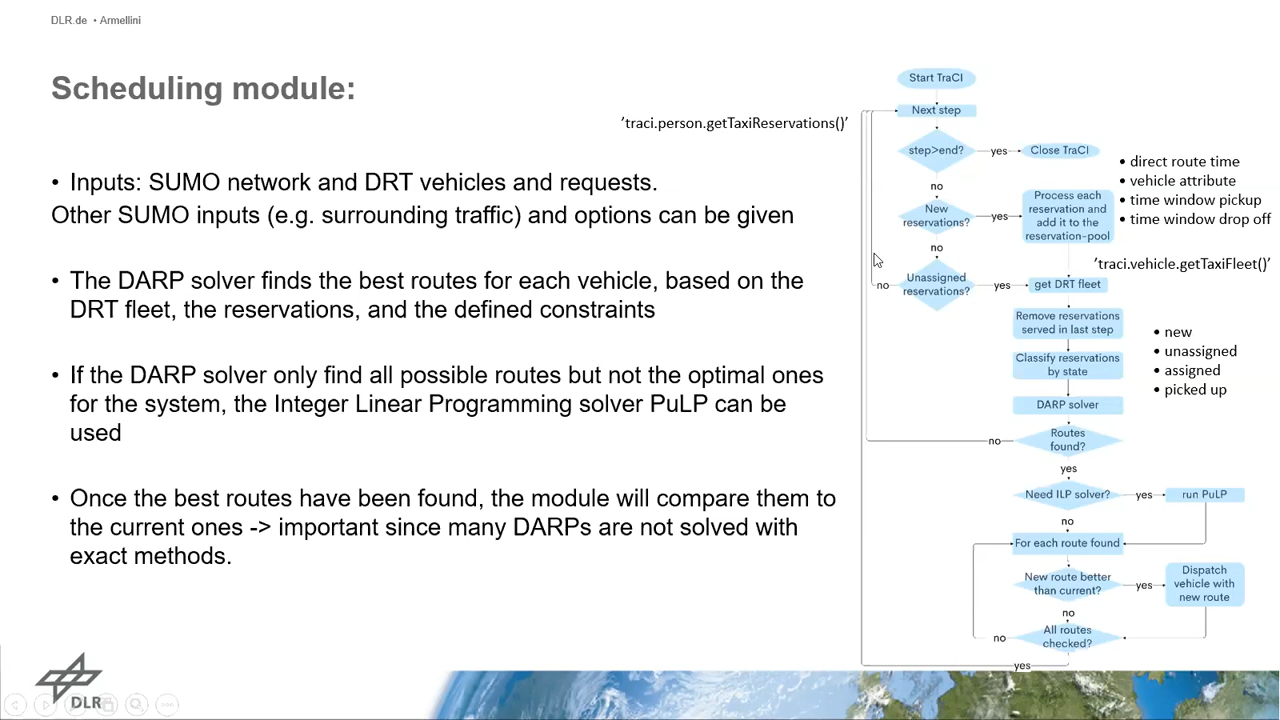 DLR.de • Armellini
Scheduling module:
• Inputs: SUMO network and DRT vehicles and requests.
Other SUMO inputs (e.g. surrounding traffic) and options can be given
• The DARP solver finds the best routes for each vehicle, based on the
DRT fleet, the reservations, and the defined constraints
• If the DARP solver only find all possible routes but not the optimal ones
for the system, the Integer Linear Programming solver PuLP can be
used
• Once the best routes have been found, the module will compare them to
the current ones -> important since many DARPs are not solved with
exact methods.
'traci.person.getTaxiReservations()'
Start TraCI
Next step
step>end?
yes
Close TraCI
no
New
reservations?
yes
Process each
reservation and
add it to the
reservation-pool
• direct route time
• vehicle attribute
• time window pickup
• time window drop off
no
'traci.vehicle.getTaxiFleet()'
Unassigned
reservations?
no
yes
get DRT fleet
Remove reservations
served in last step
Classify reservations
by state
• new
• unassigned
• assigned
• picked up
DARP solver
Routes
found?
no
yes
Need ILP solver?
yes
run PuLP
no
For each route found
New route better
than current?
yes
Dispatch
vehicle with
new route
no
All routes
checked?
no
yes
DLR